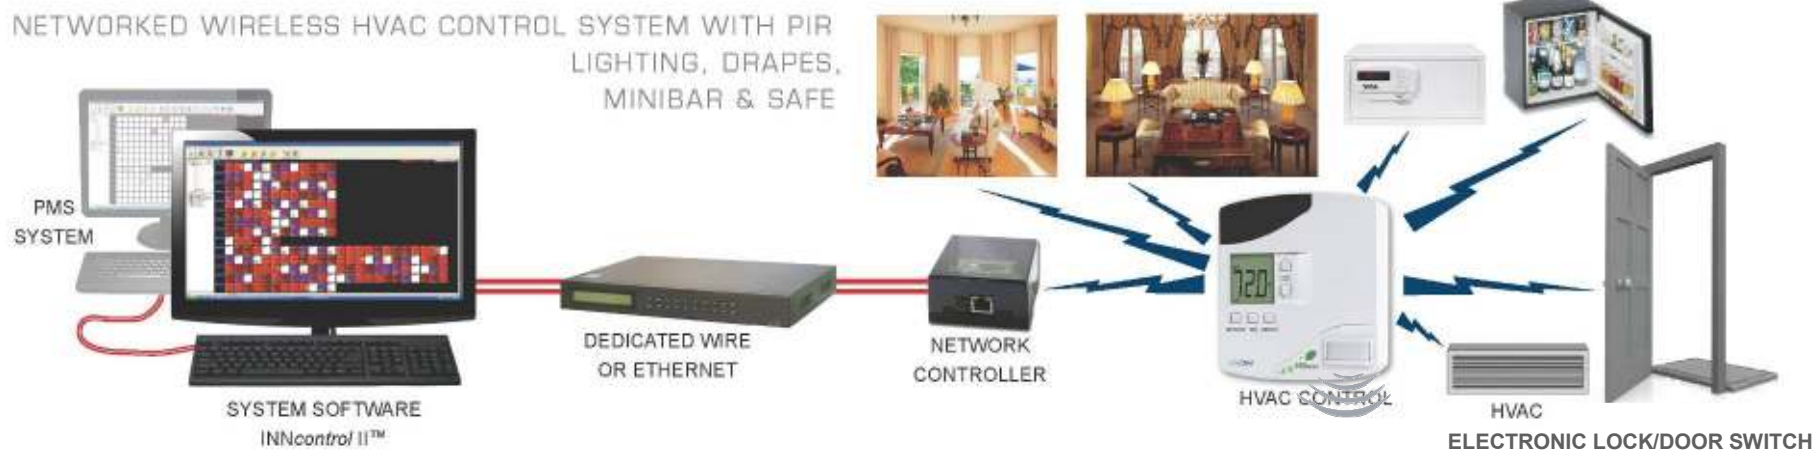 NETWORKED WIRELESS HVAC CONTROL SYSTEM WITH PIR
LIGHTING, DRAPES,
MINIBAR & SAFE
PMS
SYSTEM
SYSTEM SOFTWARE
INNcontrol II™
DEDICATED WIRE
OR ETHERNET
NETWORK
CONTROLLER
72.0
HVAC CONTROL
HVAC
ELECTRONIC LOCK/DOOR SWITCH